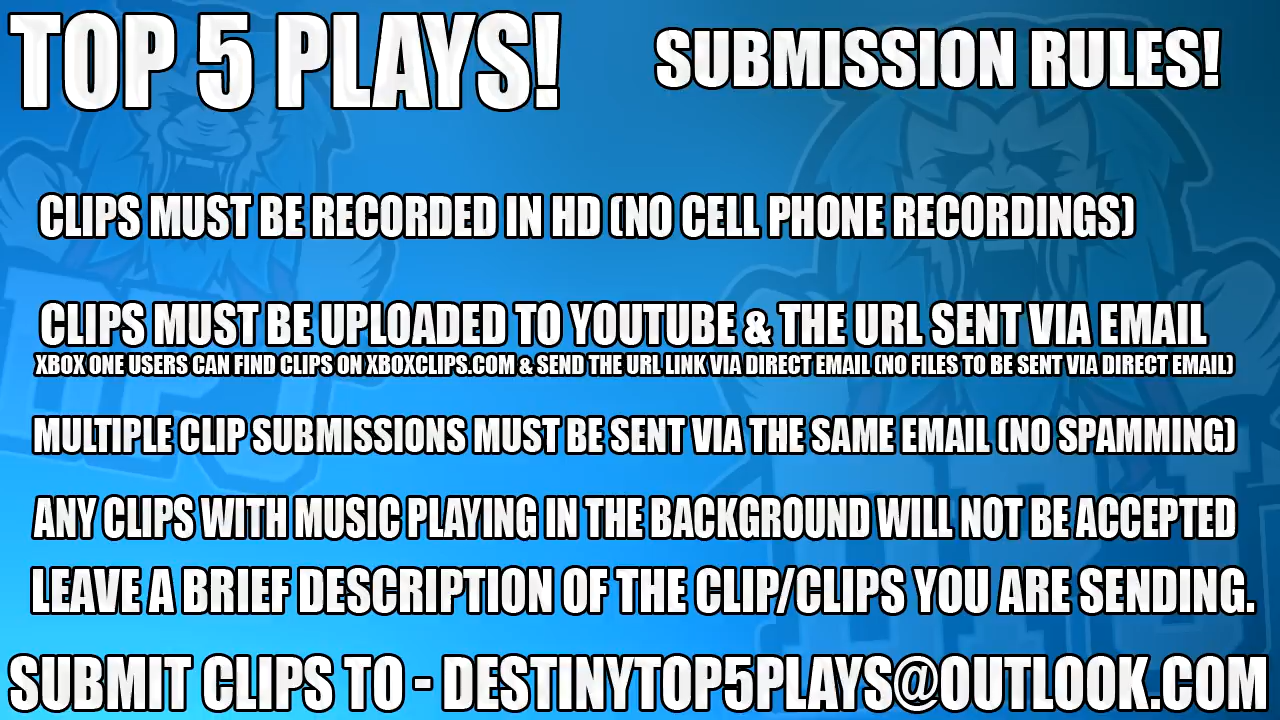 TOP 5 PLAYS!
SUBMISSION RULES!
CLIPS MUST BE RECORDED IN HD (NO CELL PHONE RECORDINGS)
CLIPS MUST BE UPLOADED TO YOUTUBE & THE URL SENT VIA EMAIL
XBOX ONE USERS CAN FIND CLIPS ON XBOXCLIPS.COM & SEND THE URL LINK VIA DIRECT EMAIL (NO FILES TO BE SENT VIA DIRECT EMAIL)
MULTIPLE CLIP SUBMISSIONS MUST BE SENT VIA THE SAME EMAIL (NO SPAMMING)
ANY CLIPS WITH MUSIC PLAYING IN THE BACKGROUND WILL NOT BE ACCEPTED
LEAVE A BRIEF DESCRIPTION OF THE CLIP/CLIPS YOU ARE SENDING.
SUBMIT CLIPS TO - DESTINYTOP5PLAYS@OUTLOOK.COM